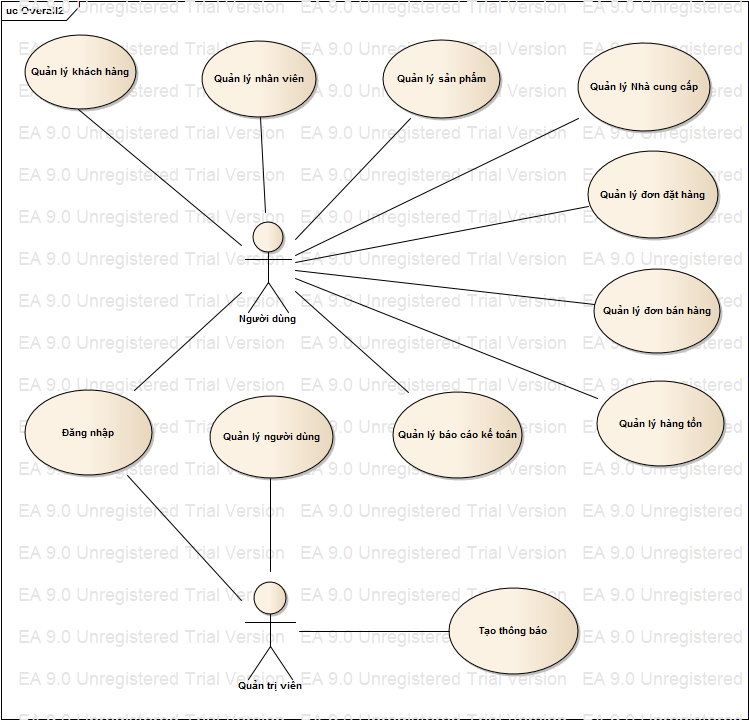 uc Overall2
Quản lý khách hàng
Quản lý nhân viên
Quản lý sản phẩm
Quản lý Nhà cung cấp
Quản lý đơn đặt hàng
Quản lý đơn bán hàng
Người dùng
Đăng nhập
Quản lý người dùng
Quản lý báo cáo kế toán
Quản lý hàng tồn
Tạo thông báo
Quản trị viên
EA 9.0 Unregistered Trial Version